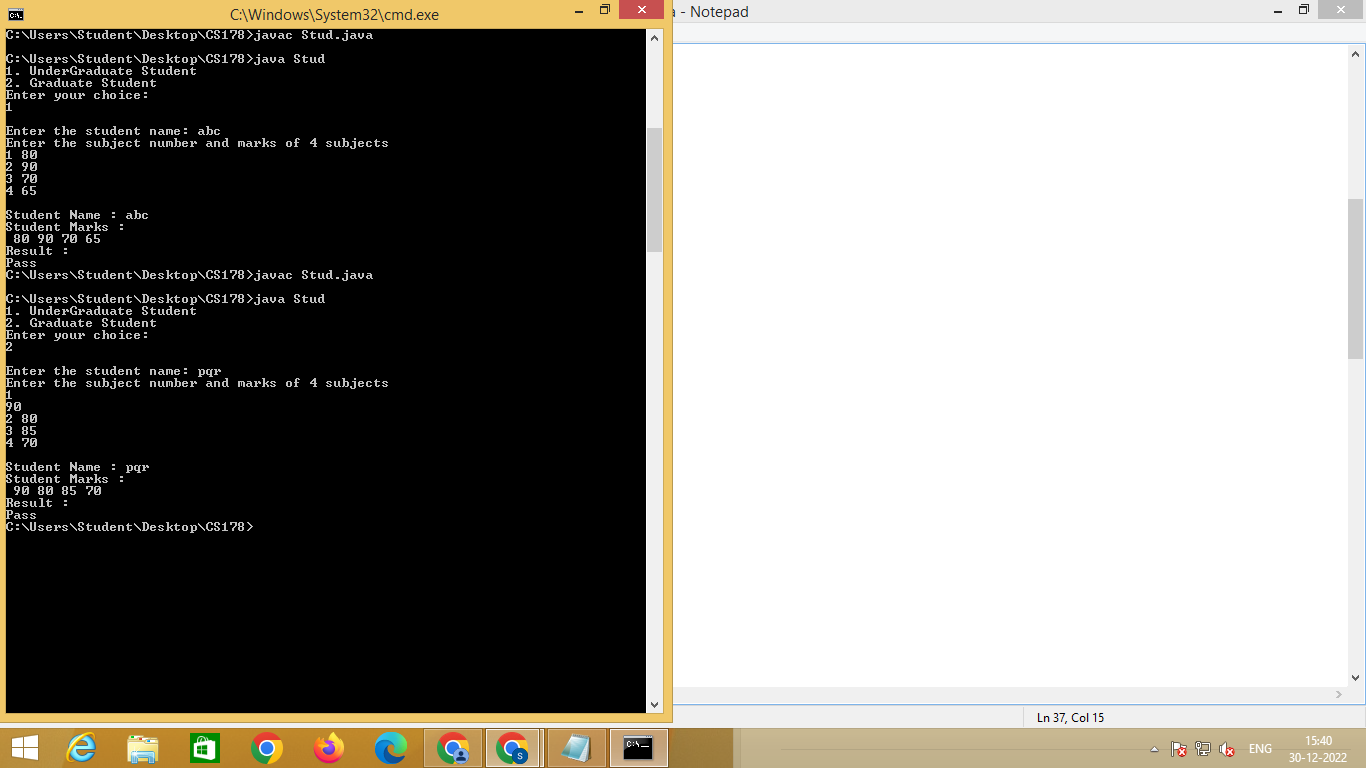 C:\Windows\System32\cmd.exe
a - Notepad
C:\Users\Student\Desktop\CS178>javac Stud.java
C:\Users\Student\Desktop\CS178>java Stud
1. UnderGraduate Student
2. Graduate Student
Enter your choice:
1
Enter the student name: abc
Enter the subject number and marks of 4 subjects
1 80
2 90
3 70
4 65
Student Name : abc
Student Marks :
80 90 70 65
Result :
Pass
C:\Users\Student\Desktop\CS178>javac Stud.java
C:\Users\Student\Desktop\CS178>java Stud
1. UnderGraduate Student
2. Graduate Student
Enter your choice:
2
Enter the student name: pqr
Enter the subject number and marks of 4 subjects
1
90
2 80
3 85
4 70
Student Name : pqr
Student Marks :
90 80 85 70
Result :
Pass
C:\Users\Student\Desktop\CS178>
Ln 37, Col 15
S
C:\_
ENG
15:40
30-12-2022